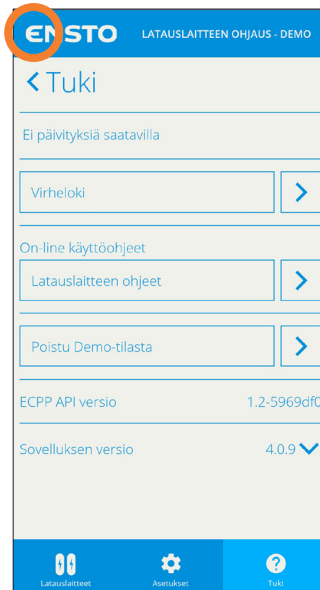 ENSTO LATAUSLAITTEEN OHJAUS - DEMO
Tuki
Ei päivityksiä saatavilla
Virheloki
On-line käyttöohjeet
Latauslaitteen ohjeet
Poistu Demo-tilasta
ECPP API versio 1.2-5969df0
Sovelluksen versio 4.0.9
Latauslaitteet Asetukset Tuki